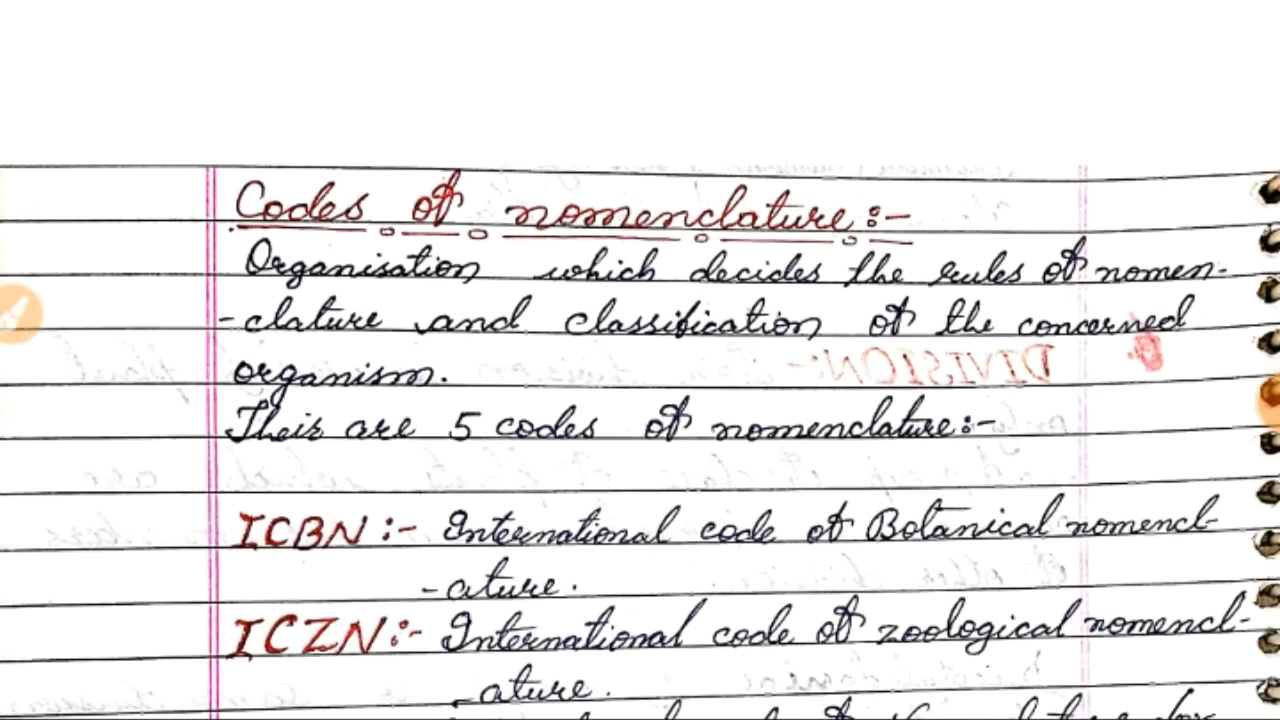 Codes of nomenclature :-
Organisation which decides the rules of nomen-
-clature and classification of the concerned
DIVISION:-
organism.
Their are 5 codes of nomenclature:-
ICBN :- International code of Botanical nomencl-
-ature.
ICZN:- International code of zoological nomencl-
-ature.